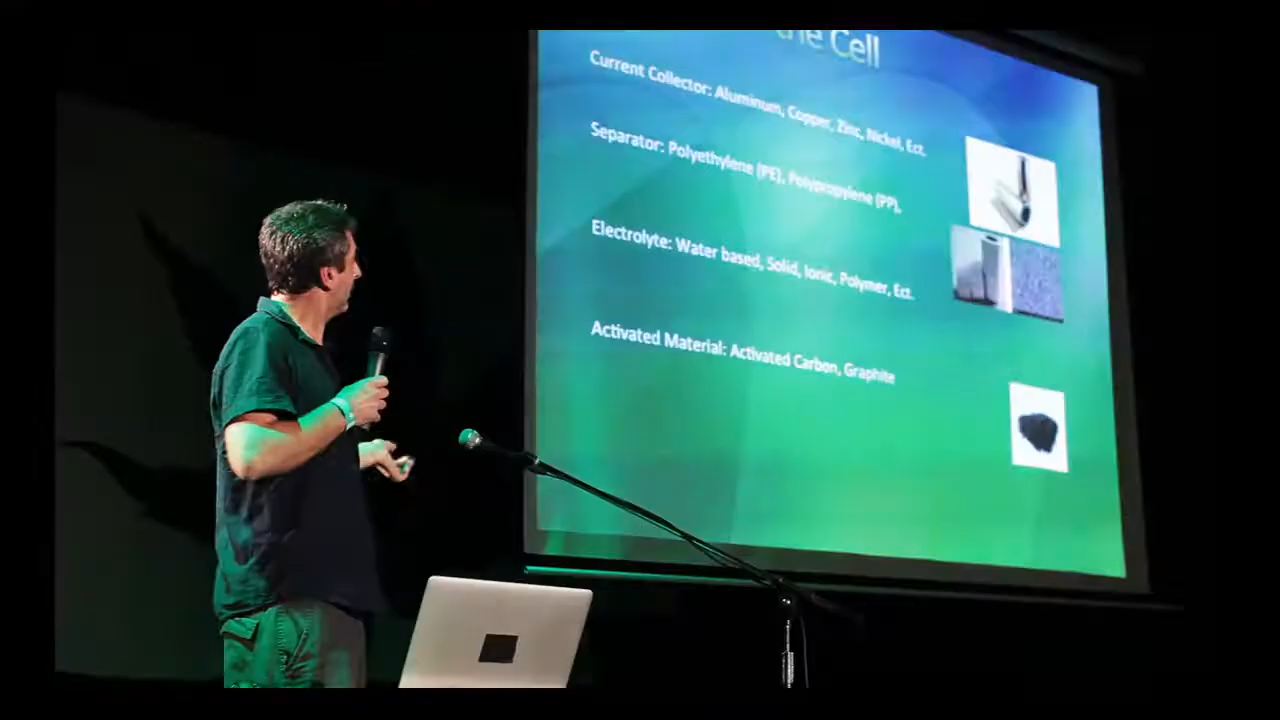 the Cell
Current Collector: Aluminum, Copper, Zinc, Nickel, Ect.
Separator: Polyethylene (PE), Polypropylene (PP),
Electrolyte: Water based, Solid, Ionic, Polymer, Ect.
Activated Material: Activated Carbon, Graphite